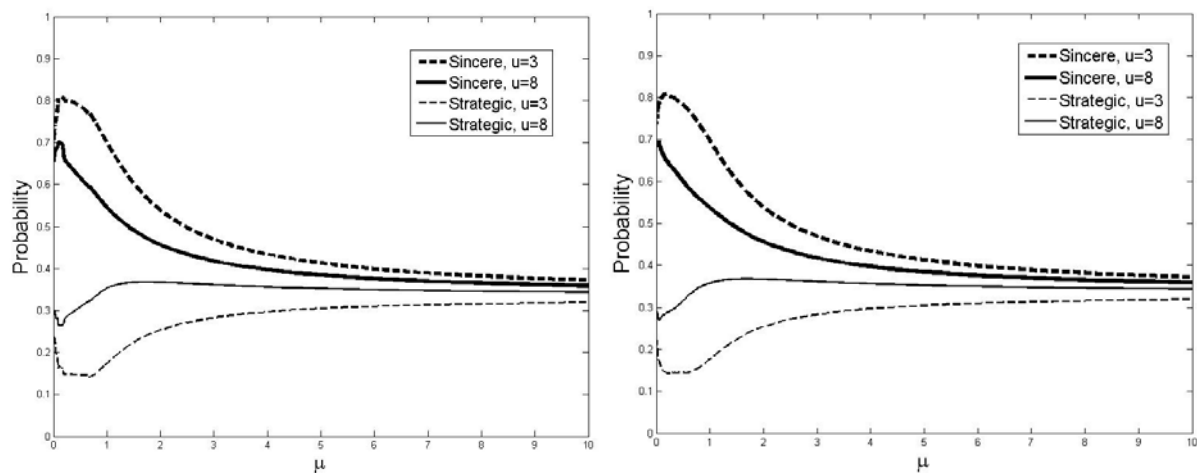 1
0.9
0.8
0.7
0.6
0.5
0.4
0.3
0.2
0.1
0
Probability
Sincere, u=3
Sincere, u=8
Strategic, u=3
Strategic, u=8
0 1 2 3 4 5 6 7 8 9 10
μ
1
0.9
0.8
0.7
0.6
0.5
0.4
0.3
0.2
0.1
0
Probability
Sincere, u=3
Sincere, u=8
Strategic, u=3
Strategic, u=8
0 1 2 3 4 5 6 7 8 9 10
μ